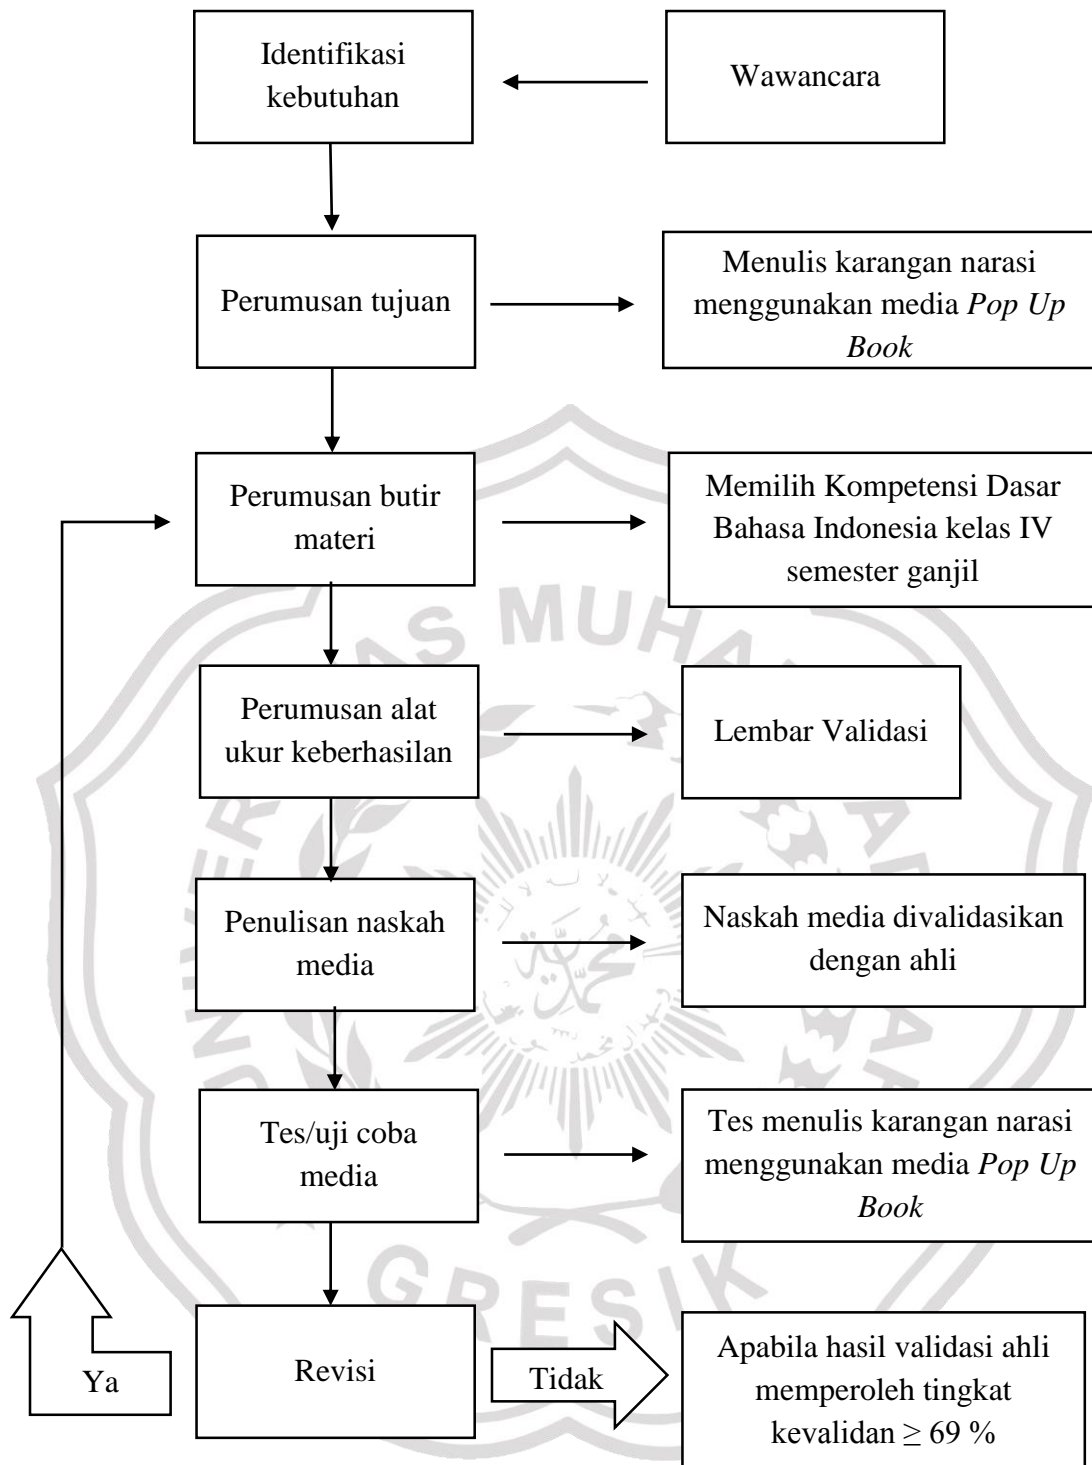 Identifikasi
kebutuhan
Wawancara
Perumusan tujuan
Menulis karangan narasi
menggunakan media Pop Up
Book
Perumusan butir
materi
Memilih Kompetensi Dasar
Bahasa Indonesia kelas IV
semester ganjil
Perumusan alat
ukur keberhasilan
Lembar Validasi
Penulisan naskah
media
Naskah media divalidasikan
dengan ahli
Tes/uji coba
media
Tes menulis karangan narasi
menggunakan media Pop Up
Book
Ya
Revisi
Tidak
Apabila hasil validasi ahli
memperoleh tingkat
kevalidan ≥ 69 %
GRESIK